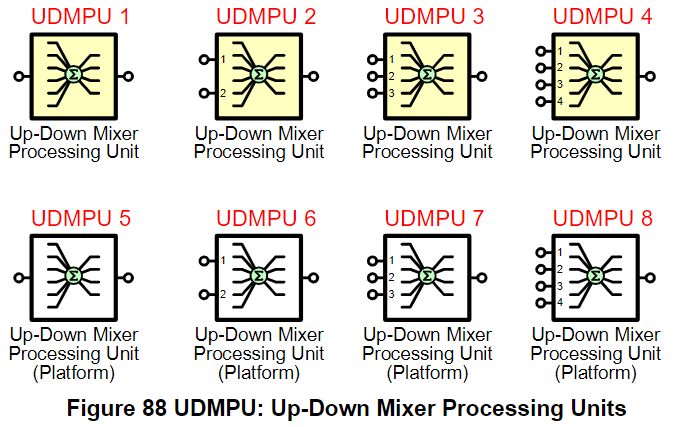 UDMPU 1 UDMPU 2 UDMPU 3 UDMPU 4
Σ
1
2
Σ
1
2
3
Σ
1
2
3
4
Σ
Up-Down Mixer Up-Down Mixer Up-Down Mixer Up-Down Mixer
Processing Unit Processing Unit Processing Unit Processing Unit
UDMPU 5 UDMPU 6 UDMPU 7 UDMPU 8
Σ
1
2
Σ
1
2
3
Σ
1
2
3
4
Σ
Up-Down Mixer Up-Down Mixer Up-Down Mixer Up-Down Mixer
Processing Unit Processing Unit Processing Unit Processing Unit
(Platform) (Platform) (Platform) (Platform)
Figure 88 UDMPU: Up-Down Mixer Processing Units